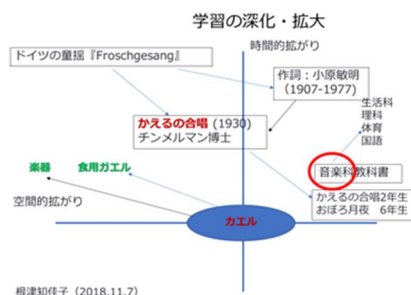 学習の深化・拡大
時間的拡がり
ドイツの童揺『Froschgesang』
作詞:小原敏明
(1907-1977)
生活科
理科
体育
国語
かえるの合唱 (1930)
チンメルマン博士
楽器
食用ガエル
音楽科教科書
かえるの合唱2年生
おぼろ月夜 6年生
空間的拡がり
カエル
根津知佳子(2018.11.7)